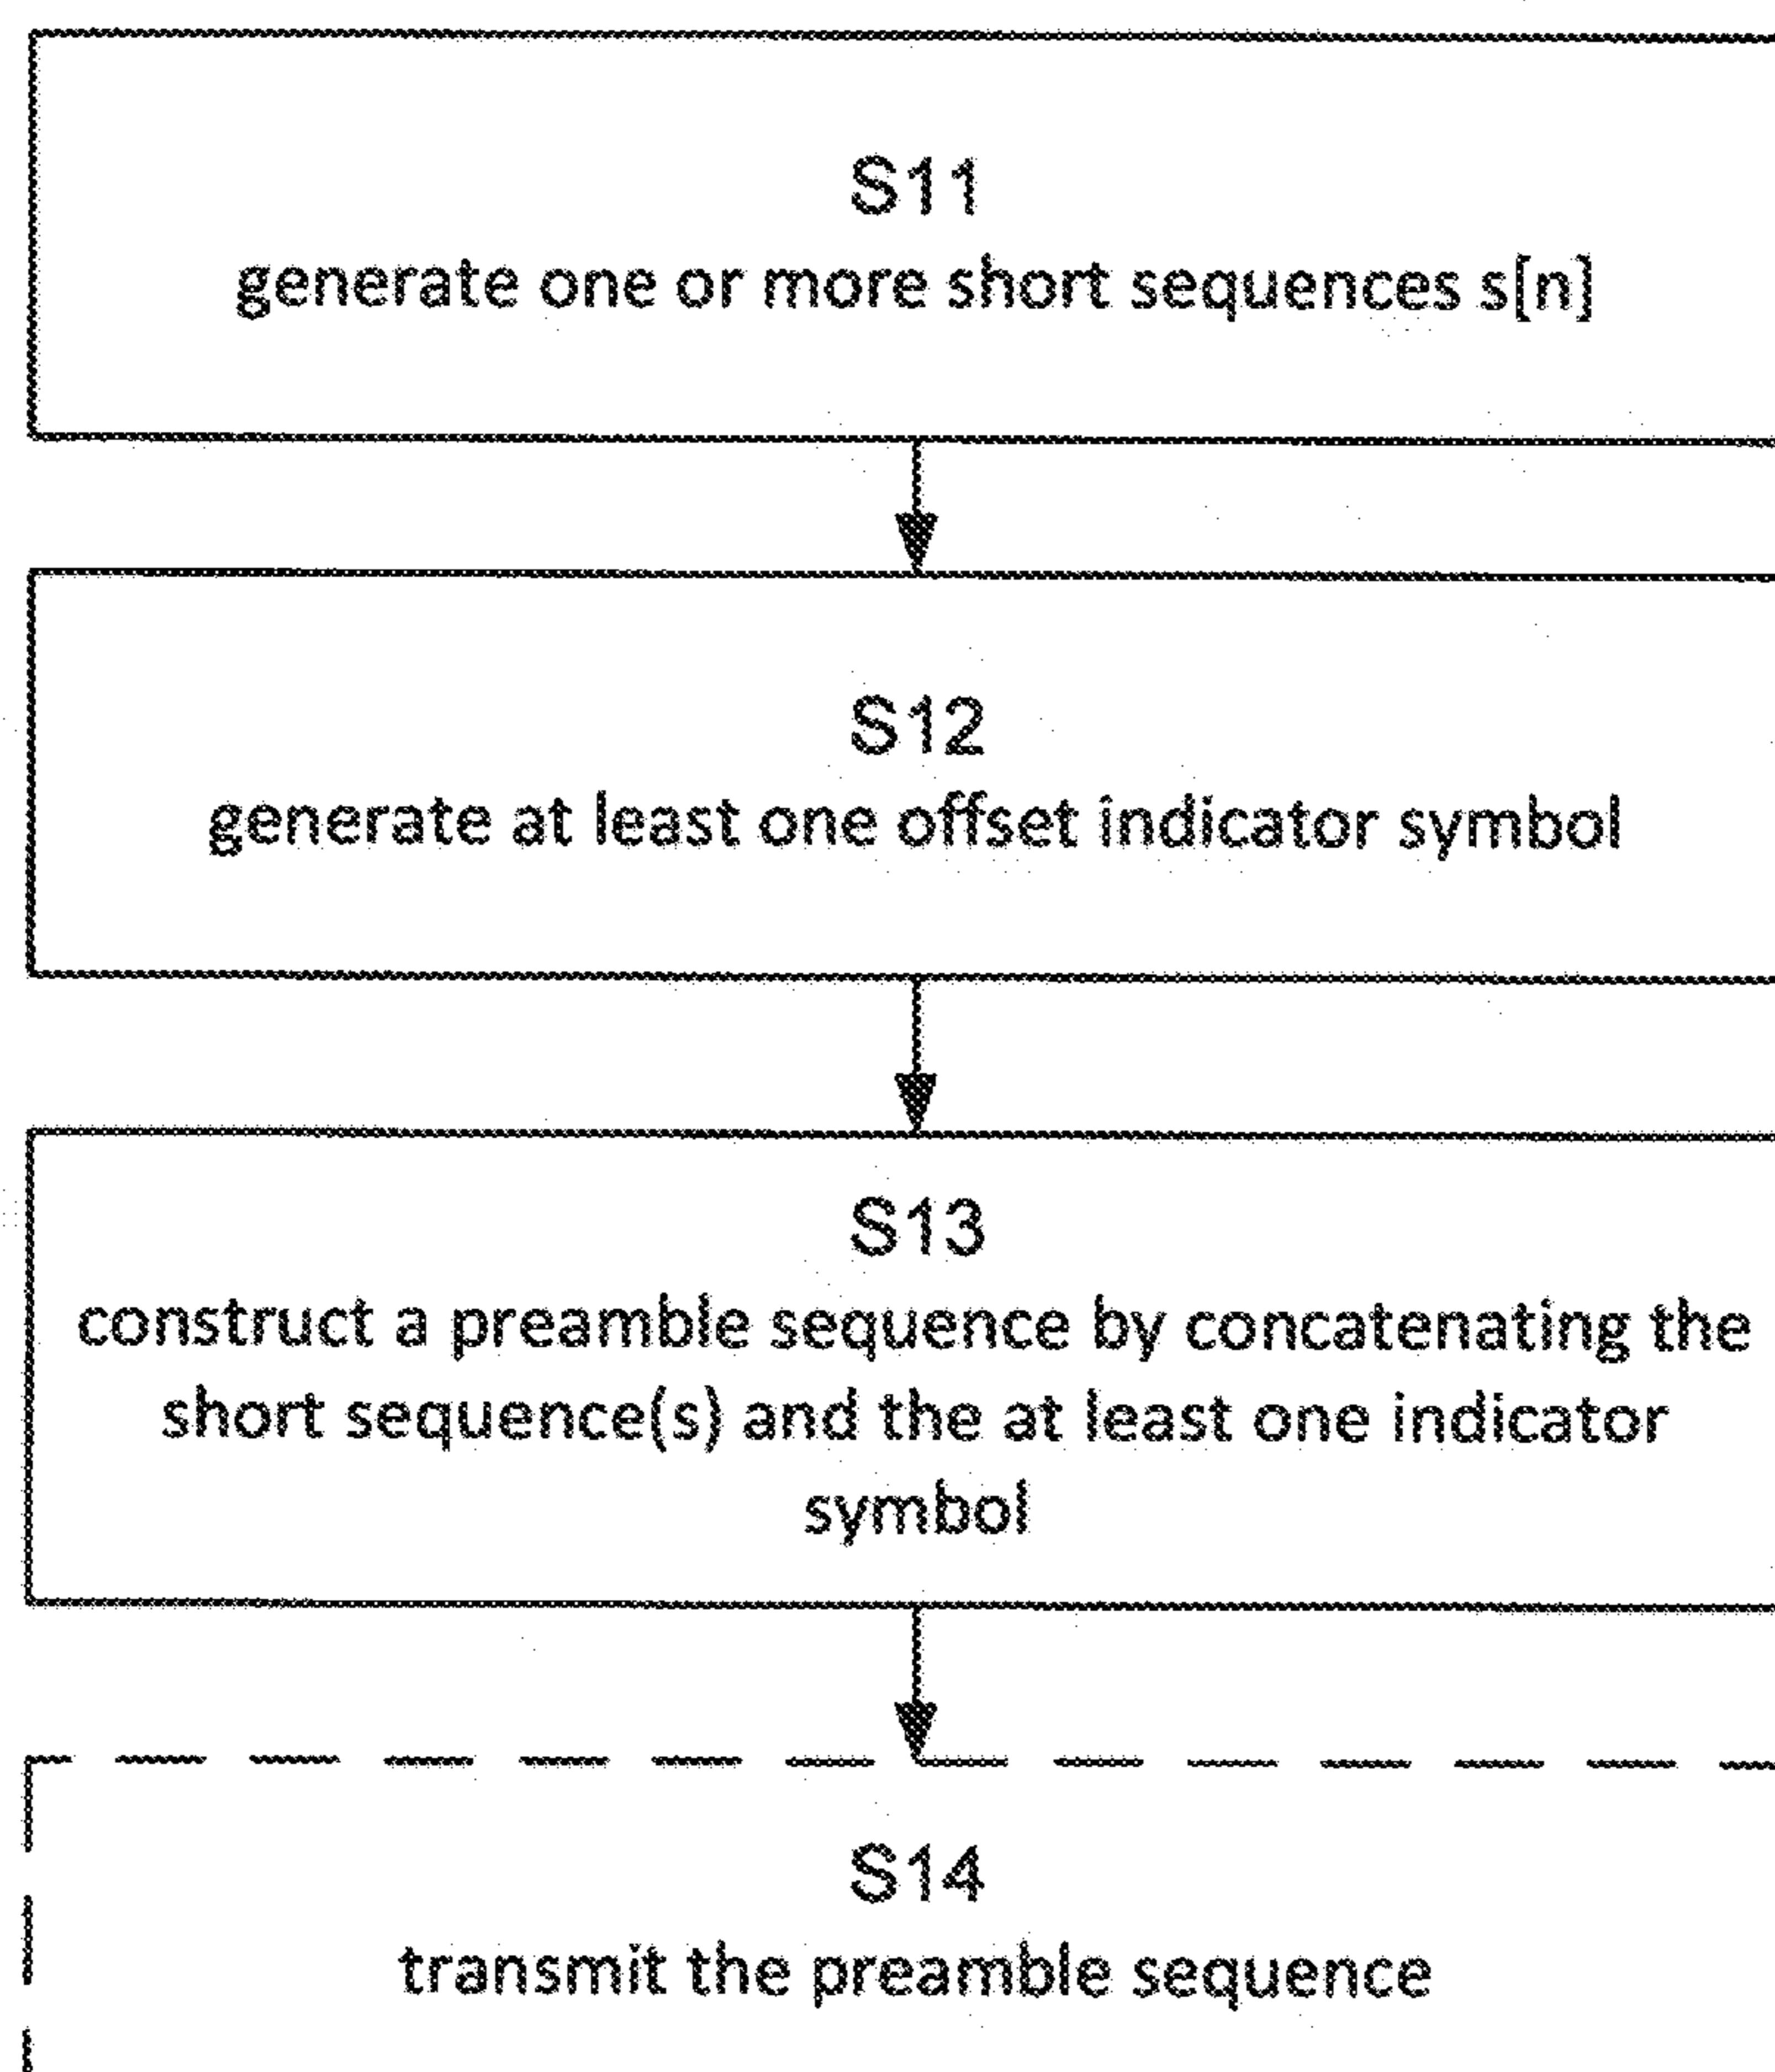 S11
generate one or more short sequences s[n]
S12
generate at least one offset indicator symbol
S13
construct a preamble sequence by concatenating the
short sequence(s) and the at least one indicator
symbol
S14
transmit the preamble sequence